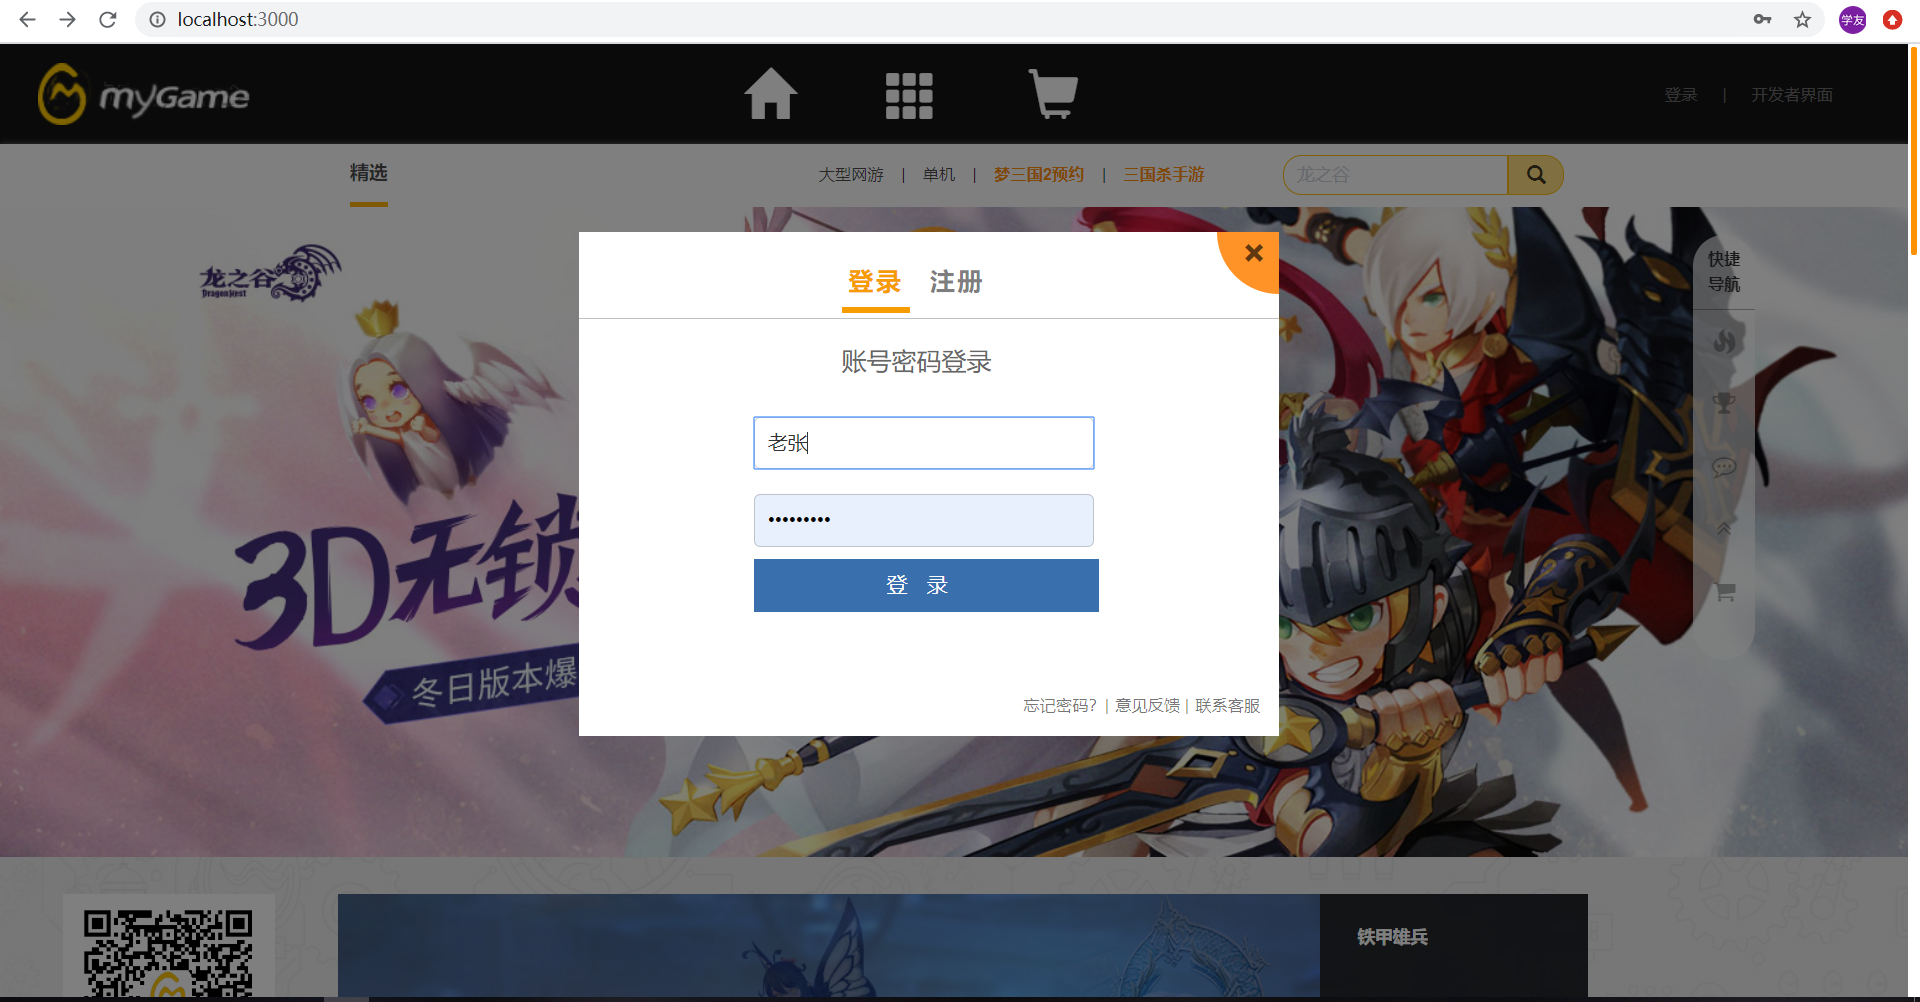 localhost:3000
学友
myGame
登录 | 开发者界面
精选
大型网游 | 单机 | 梦三国2预约 | 三国杀手游
龙之谷
龙之谷
DragonNest
快捷
导航
登录 注册
账号密码登录
老张
•••••••••
登 录
忘记密码? | 意见反馈 | 联系客服
3D无锁
冬日版本爆
铁甲雄兵